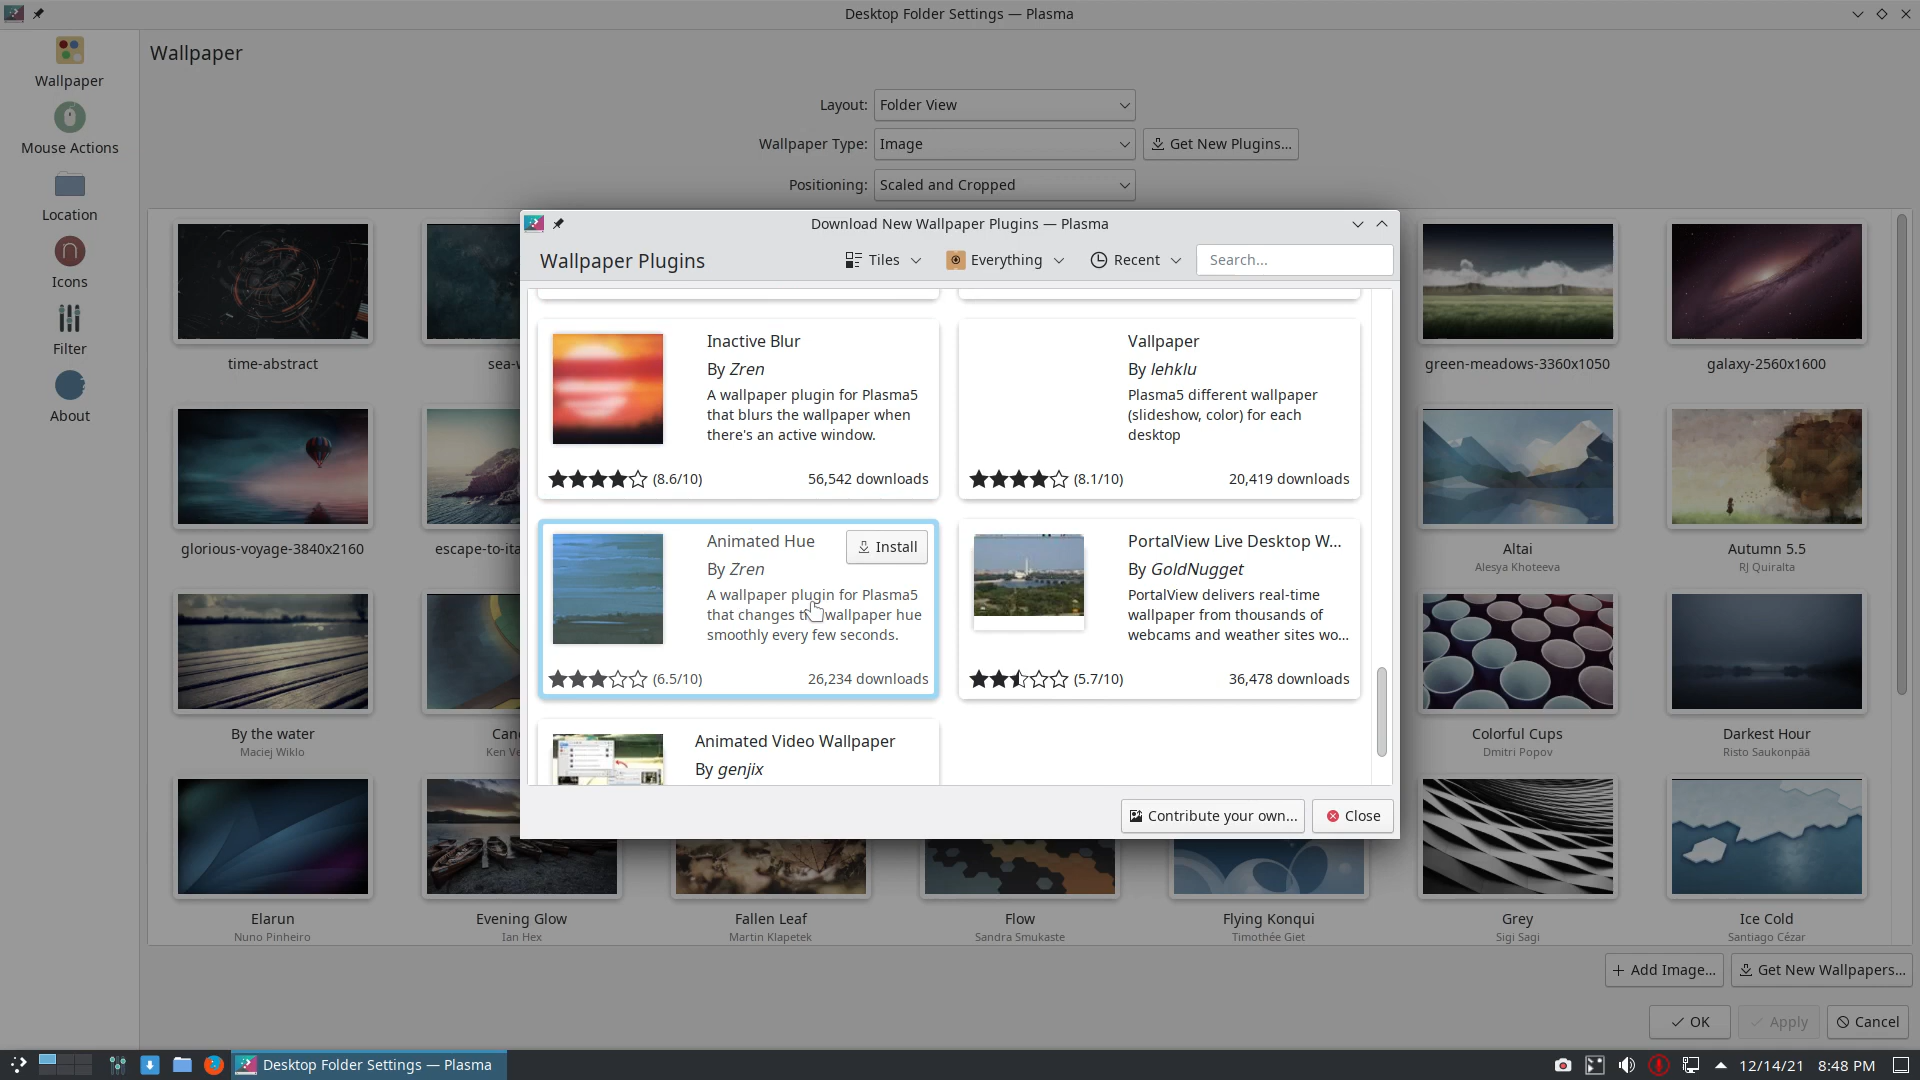 Desktop Folder Settings — Plasma
Wallpaper
Mouse Actions
Location
Icons
Filter
About
Wallpaper
Layout: Folder View
Wallpaper Type: Image Get New Plugins...
Positioning: Scaled and Cropped
time-abstract
green-meadows-3360x1050
galaxy-2560x1600
glorious-voyage-3840x2160
Altai
Alesya Khoteeva
Autumn 5.5
RJ Quiralta
By the water
Maciej Wiklo
Colorful Cups
Dmitri Popov
Darkest Hour
Risto Saukonpää
Elarun
Nuno Pinheiro
Evening Glow
Ian Hex
Fallen Leaf
Martin Klapetek
Flow
Sandra Smukaste
Flying Konqui
Timothée Giet
Grey
Sigi Sagi
Ice Cold
Santiago Cézar
Download New Wallpaper Plugins — Plasma
Wallpaper Plugins Tiles Everything Recent Search...
Inactive Blur
By Zren
A wallpaper plugin for Plasma5
that blurs the wallpaper when
there's an active window.
(8.6/10) 56,542 downloads
Vallpaper
By lehklu
Plasma5 different wallpaper
(slideshow, color) for each
desktop
(8.1/10) 20,419 downloads
Animated Hue
Install
By Zren
A wallpaper plugin for Plasma5
that changes wallpaper hue
smoothly every few seconds.
(6.5/10) 26,234 downloads
PortalView Live Desktop W...
By GoldNugget
PortalView delivers real-time
wallpaper from thousands of
webcams and weather sites wo...
(5.7/10) 36,478 downloads
Animated Video Wallpaper
By genjix
Contribute your own... Close
Add Image... Get New Wallpapers...
OK Apply Cancel
Desktop Folder Settings — Plasma
12/14/21 8:48 PM